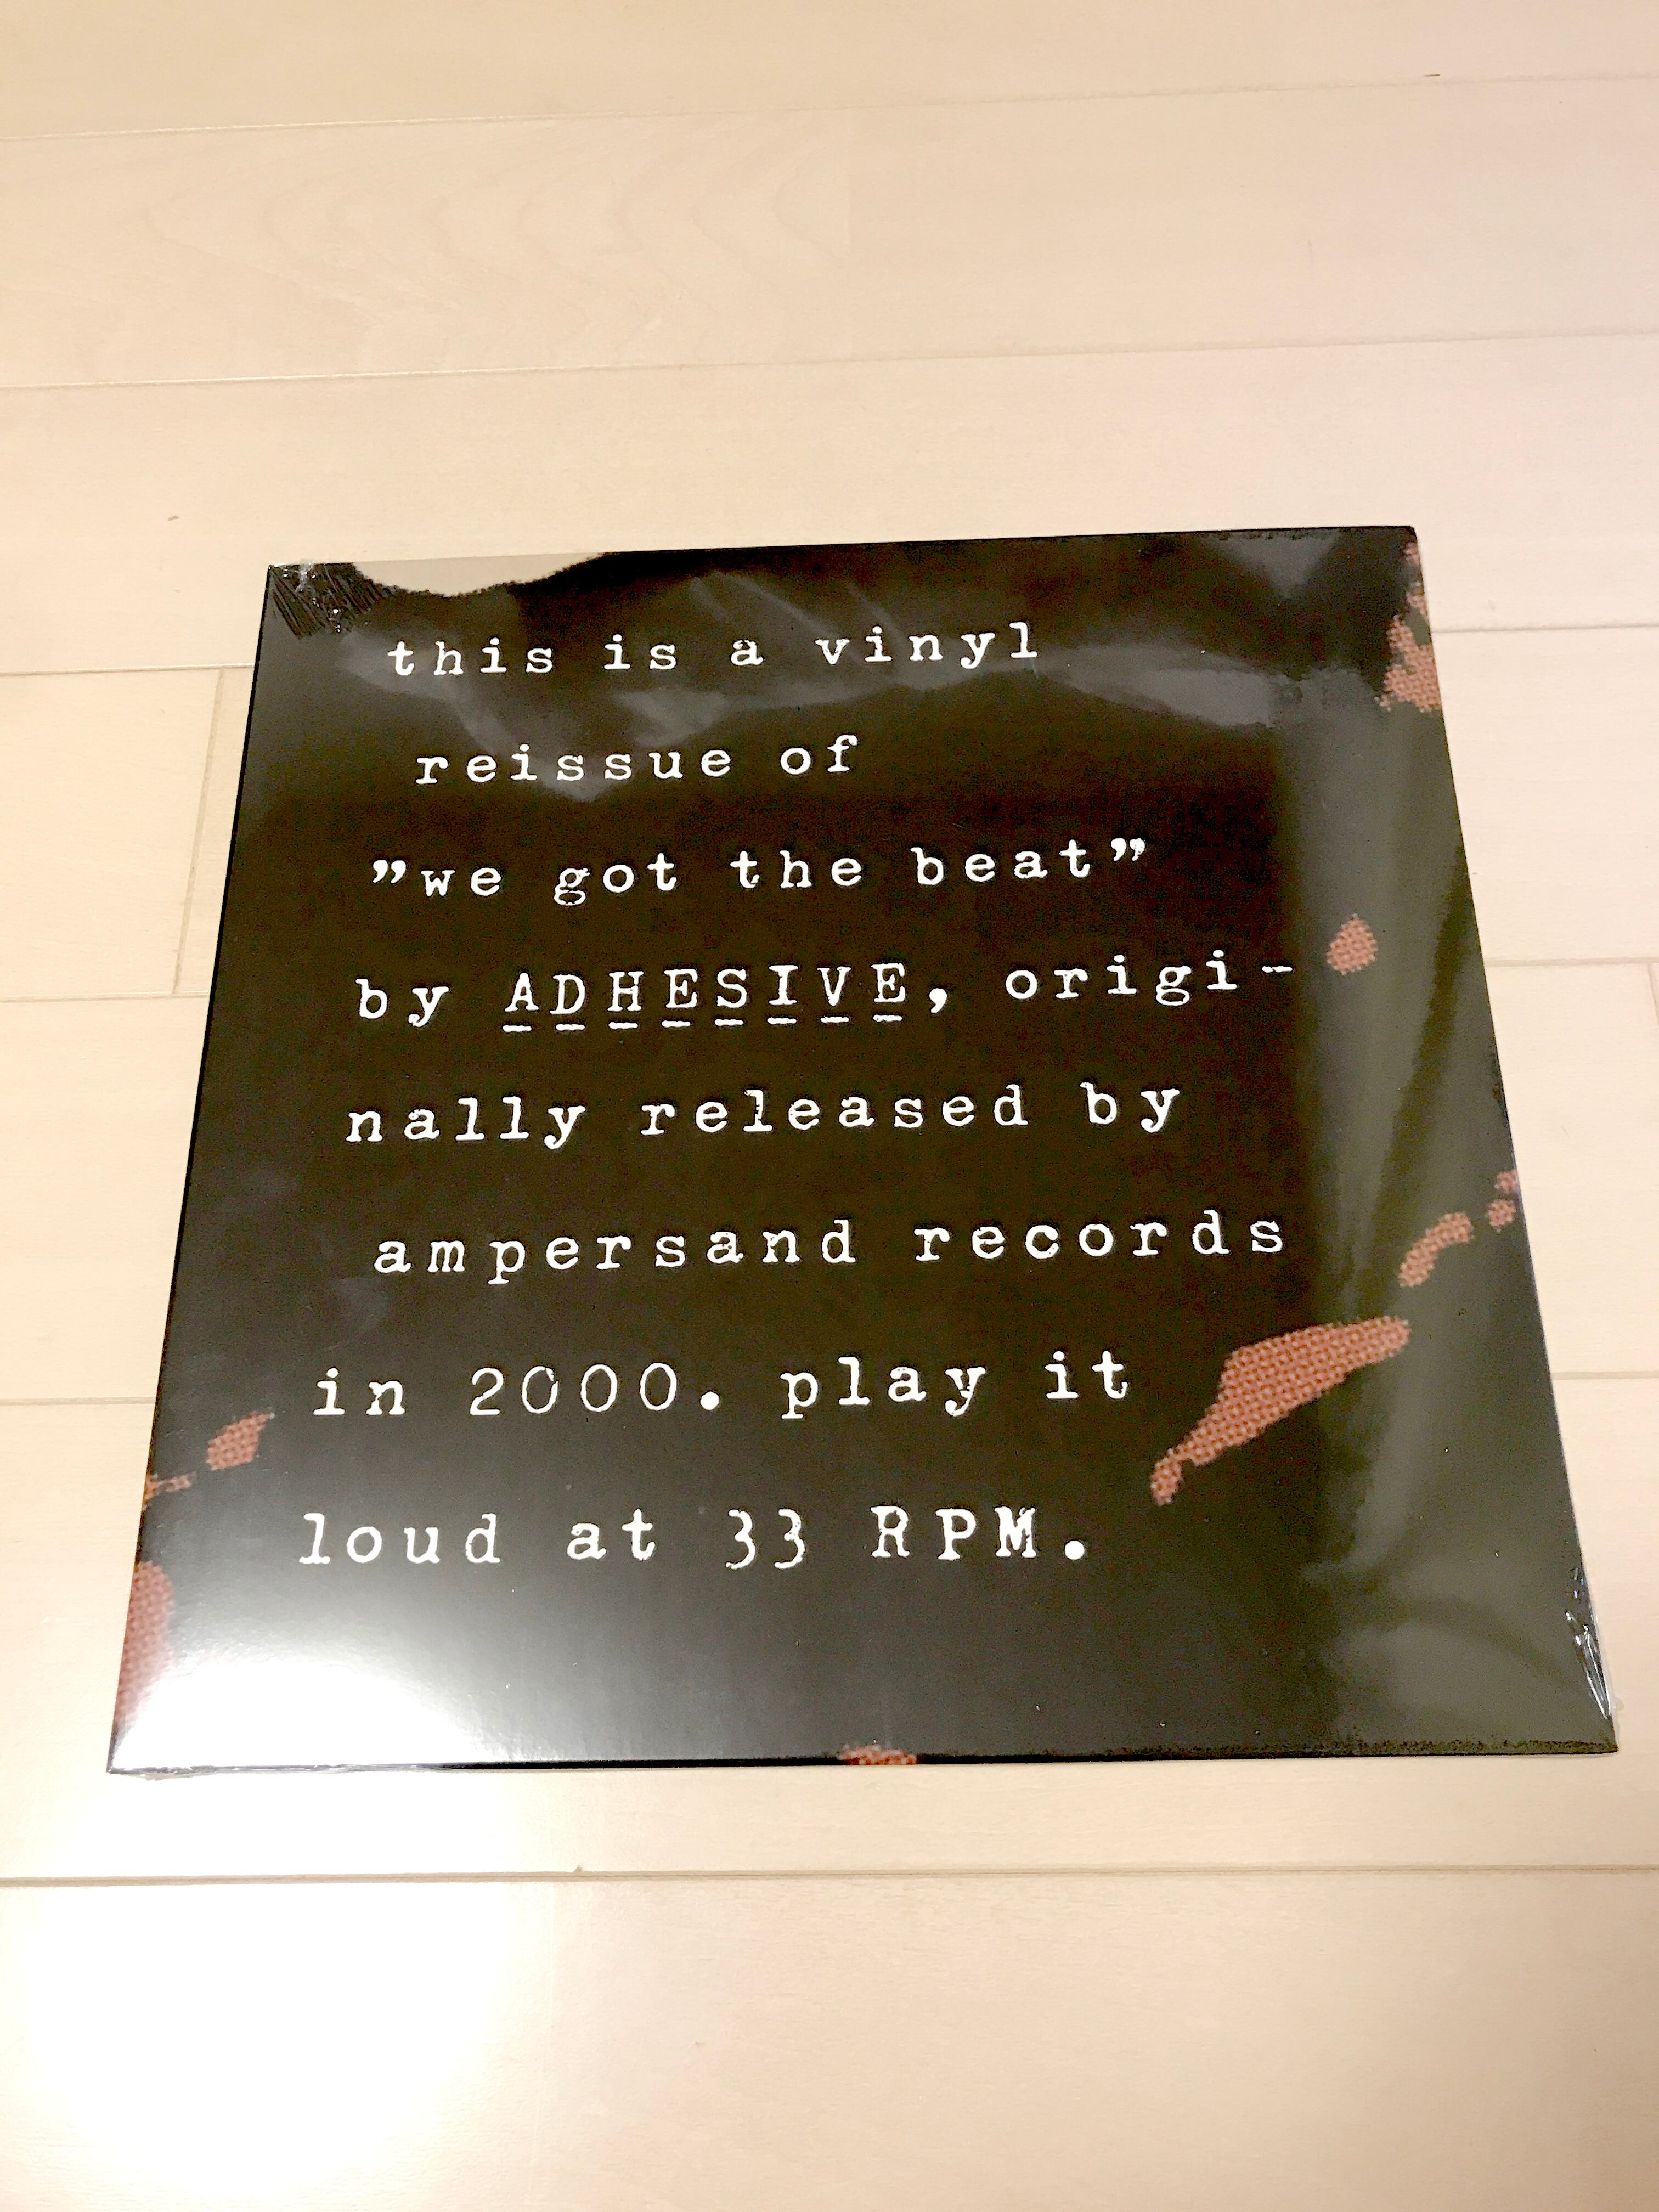 this is a vinyl
reissue of
”we got the beat”
by ADHESIVE, origi-
nally released by
ampersand records
in 2000. play it
loud at 33 RPM.